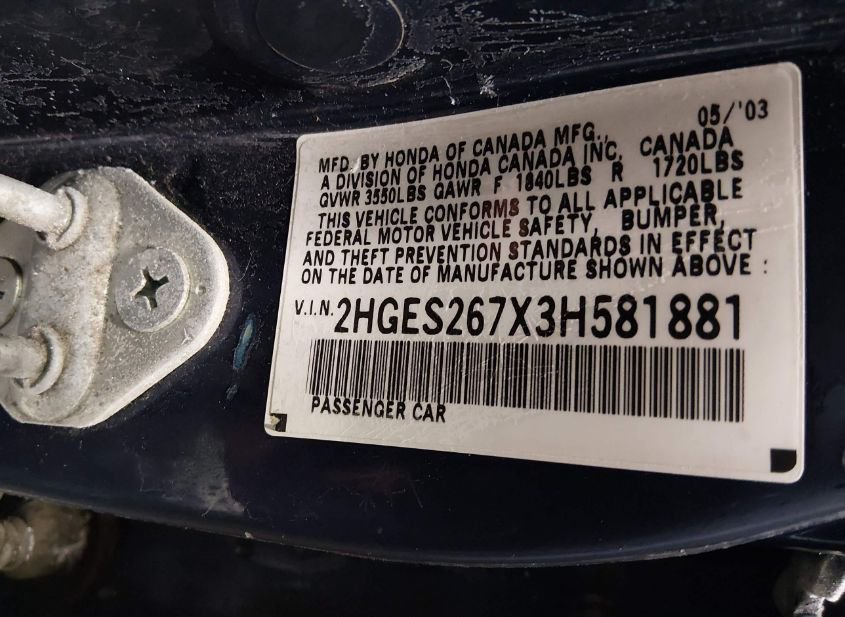 05/'03
MFD. BY HONDA OF CANADA MFG.,
A DIVISION OF HONDA CANADA INC, CANADA
GVWR 3550LBS GAWR F 1840LBS R 1720LBS
THIS VEHICLE CONFORMS TO ALL APPLICABLE
FEDERAL MOTOR VEHICLE SAFETY, BUMPER,
AND THEFT PREVENTION STANDARDS IN EFFECT
ON THE DATE OF MANUFACTURE SHOWN ABOVE :
V.I.N. 2HGES267X3H581881
PASSENGER CAR